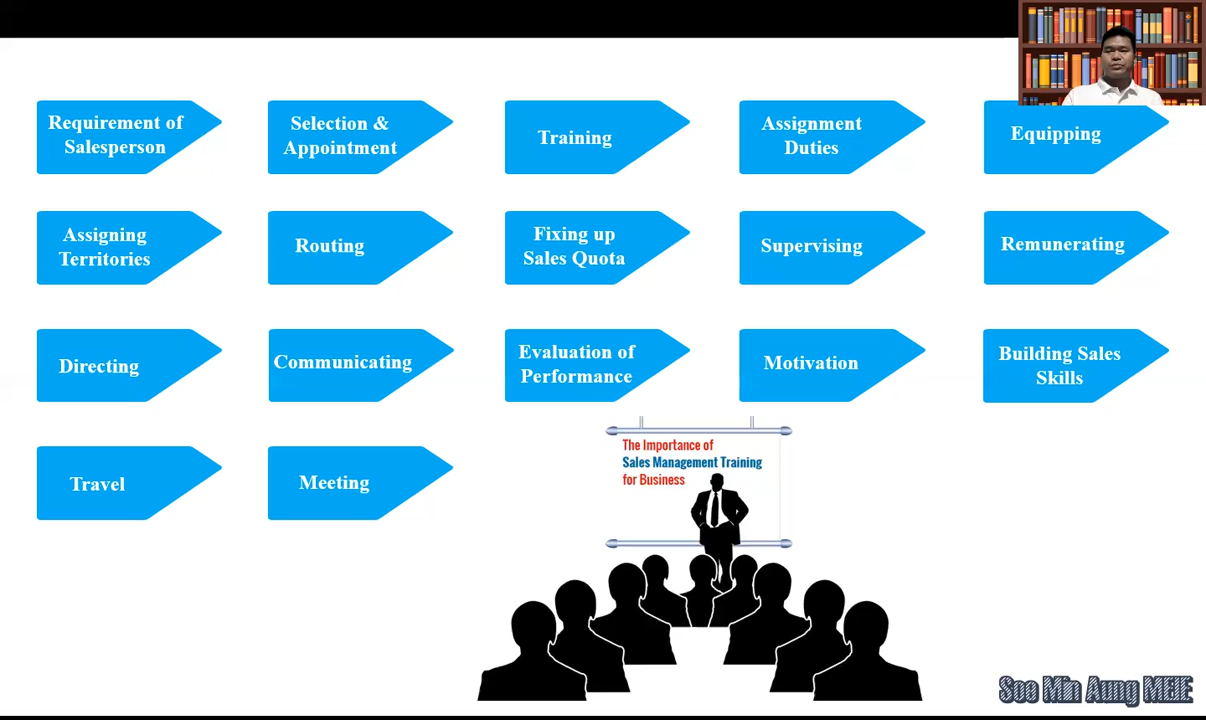 Requirement of
Salesperson
Selection &
Appointment
Training
Assignment
Duties
Equipping
Assigning
Territories
Routing
Fixing up
Sales Quota
Supervising
Remunerating
Directing
Communicating
Evaluation of
Performance
Motivation
Building Sales
Skills
Travel
Meeting
The Importance of
Sales Management Training
for Business
Soe Min Aung MEIE